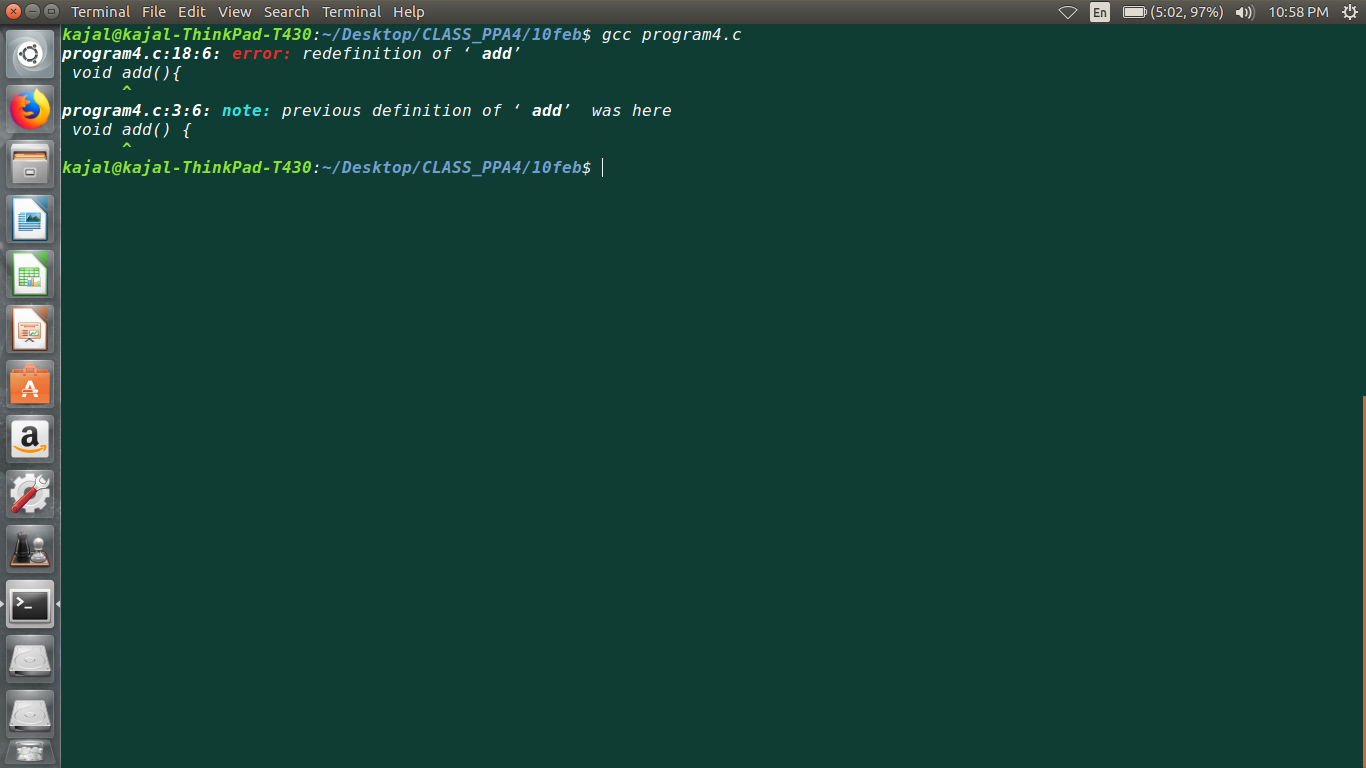 Terminal File Edit View Search Terminal Help En (5:02, 97%) 10:58 PM
kajal@kajal-ThinkPad-T430:~/Desktop/CLASS_PPA4/10feb$ gcc program4.c
program4.c:18:6: error: redefinition of ‘ add’
void add(){
^
program4.c:3:6: note: previous definition of ‘ add’  was here
void add() {
^
kajal@kajal-ThinkPad-T430:~/Desktop/CLASS_PPA4/10feb$